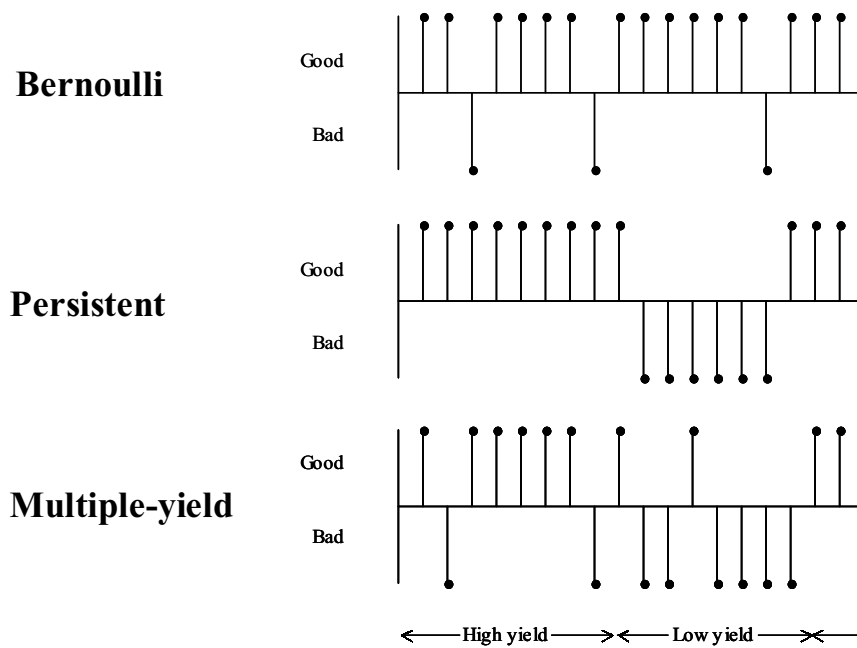 Good
Bernoulli
Bad
Good
Persistent
Bad
Good
Multiple-yield
Bad
High yield
Low yield